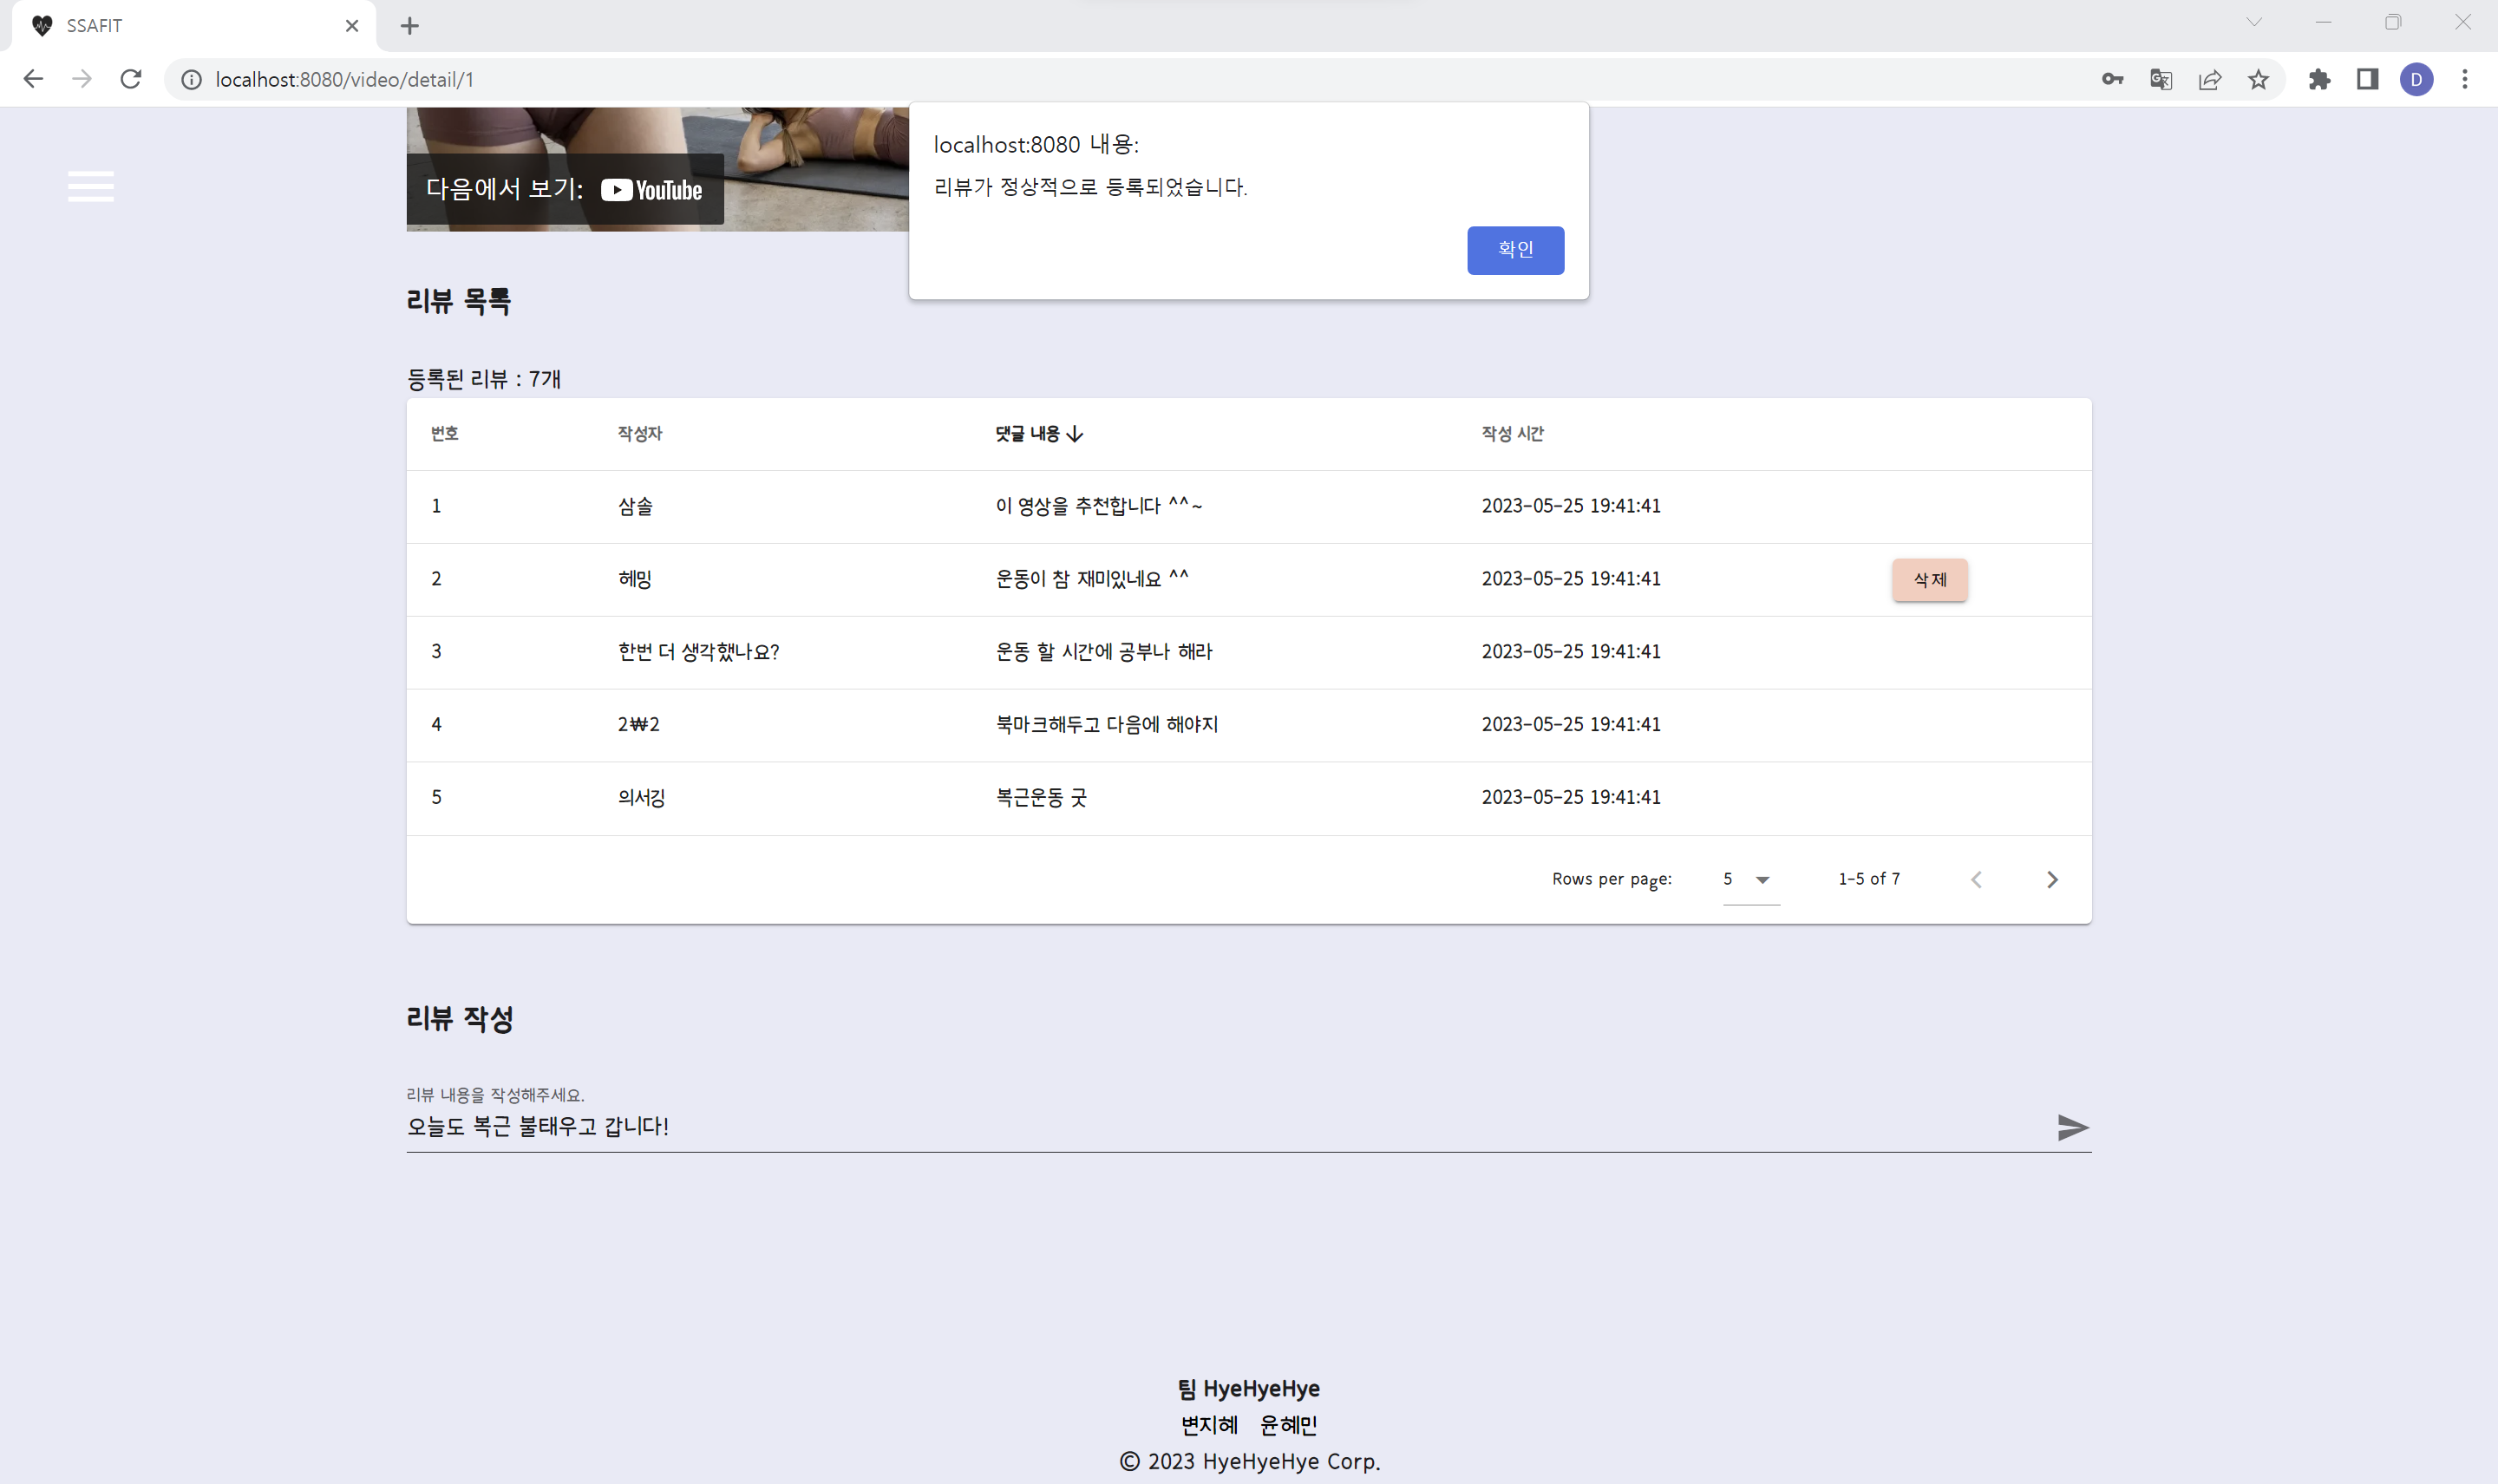 SSAFIT
localhost:8080/video/detail/1
D
localhost:8080 내용:
리뷰가 정상적으로 등록되었습니다.
확인
다음에서 보기: YouTube
리뷰 목록
등록된 리뷰 : 7개
번호 작성자 댓글 내용 작성 시간
1 삼솔 이 영상을 추천합니다 ^^~ 2023-05-25 19:41:41
2 헤밍 운동이 참 재미있네요 ^^ 2023-05-25 19:41:41 삭제
3 한번 더 생각했나요? 운동 할 시간에 공부나 해라 2023-05-25 19:41:41
4 2₩2 북마크해두고 다음에 해야지 2023-05-25 19:41:41
5 의서깅 복근운동 굿 2023-05-25 19:41:41
Rows per page: 5 1-5 of 7
리뷰 작성
리뷰 내용을 작성해주세요.
오늘도 복근 불태우고 갑니다!
팀 HyeHyeHye
변지혜 윤혜민
© 2023 HyeHyeHye Corp.